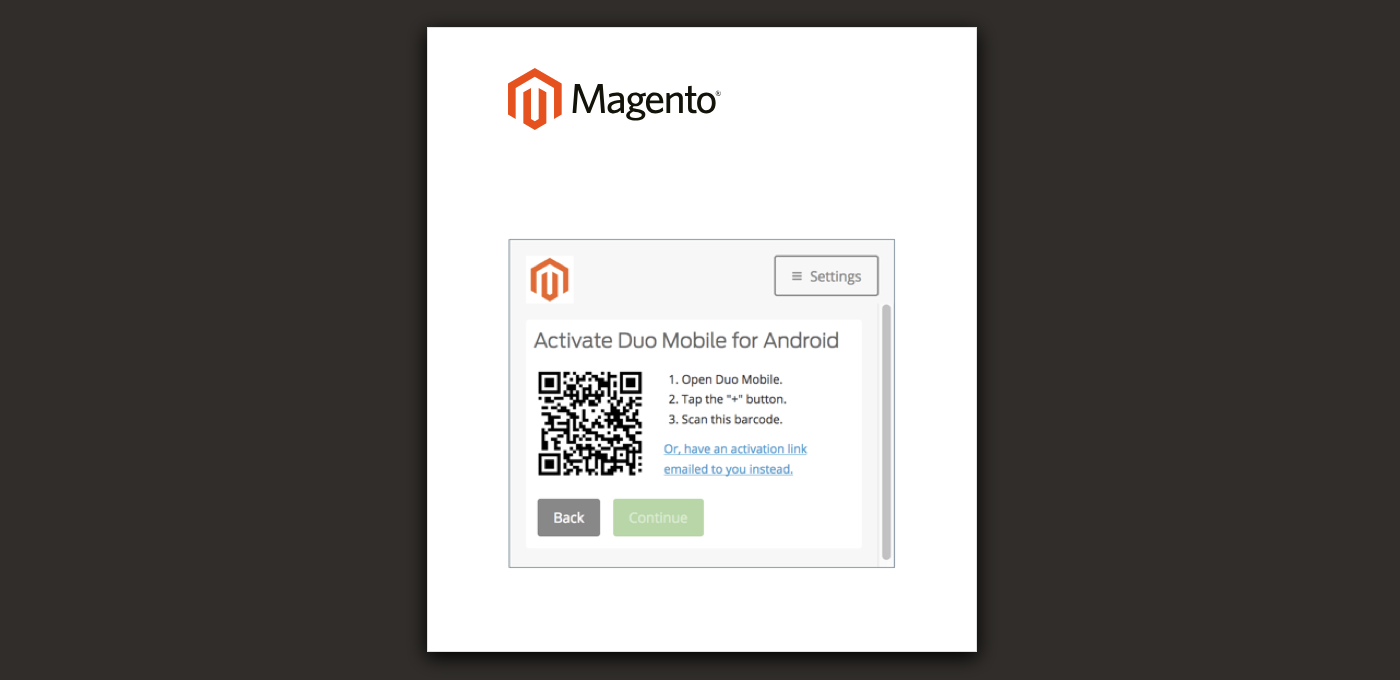 Magento®
Settings
Activate Duo Mobile for Android
1. Open Duo Mobile.
2. Tap the "+" button.
3. Scan this barcode.
Or, have an activation link
emailed to you instead.
Back
Continue